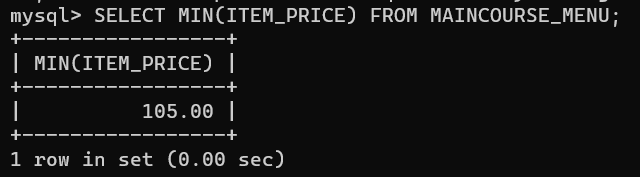 mysql> SELECT MIN(ITEM_PRICE) FROM MAINCOURSE_MENU;
+-----------------+
| MIN(ITEM_PRICE) |
+-----------------+
|          105.00 |
+-----------------+
1 row in set (0.00 sec)